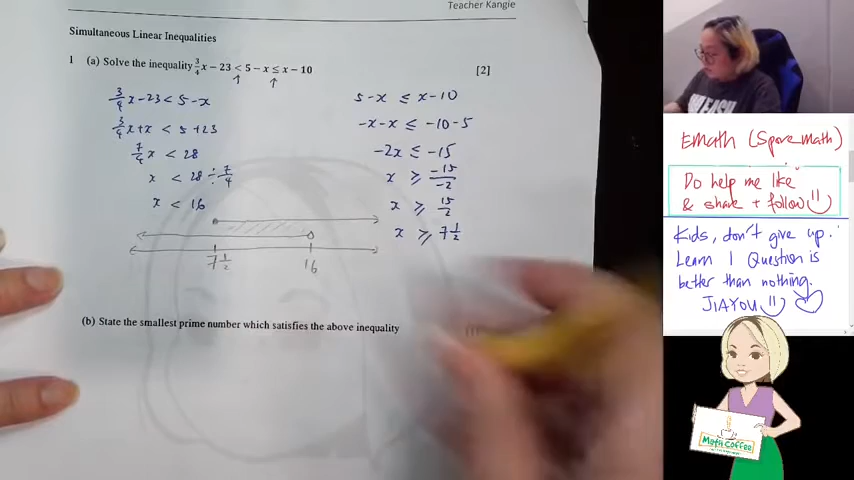 Teacher Kangie
Simultaneous Linear Inequalities
1 (a) Solve the inequality 3/4 x − 23 < 5 − x ≤ x − 10 [2]
3/4 x − 23 < 5 − x
3/4 x + x < 5 + 23
7/4 x < 28
x < 28 ÷ 7/4
x < 16
5 − x ≤ x − 10
−x − x ≤ −10 − 5
−2x ≤ −15
x ≥ −15/−2
x ≥ 15/2
x ≥ 7 1/2
7 1/2 16
(b) State the smallest prime number which satisfies the above inequality
EMath (Spore math)
Do help me like
& share + follow
Kids, don't give up.
Learn 1 Question is
better than nothing.
JIAYOU
Math Coffee